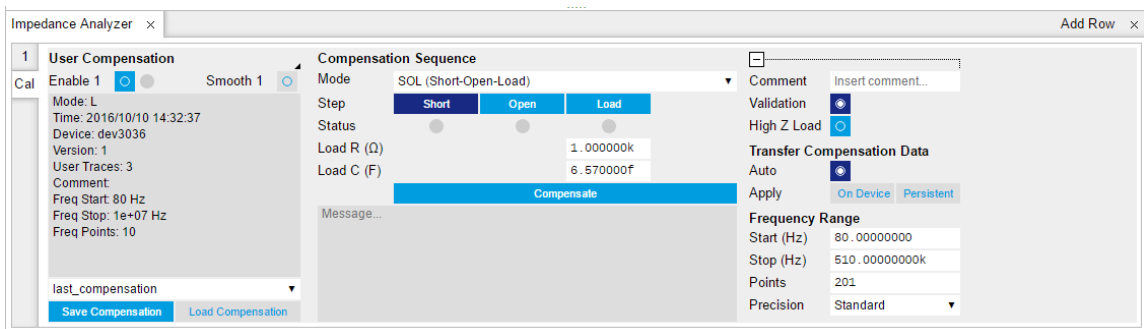 Impedance Analyzer ×
Add Row ×
1
Cal
User Compensation
Enable 1
Smooth 1
Mode: L
Time: 2016/10/10 14:32:37
Device: dev3036
Version: 1
User Traces: 3
Comment:
Freq Start: 80 Hz
Freq Stop: 1e+07 Hz
Freq Points: 10
last_compensation
Save Compensation Load Compensation
Compensation Sequence
Mode SOL (Short-Open-Load)
Step Short Open Load
Status
Load R (Ω) 1.000000k
Load C (F) 6.570000f
Compensate
Message...
Comment Insert comment...
Validation
High Z Load
Transfer Compensation Data
Auto
Apply On Device Persistent
Frequency Range
Start (Hz) 80.00000000
Stop (Hz) 510.00000000k
Points 201
Precision Standard